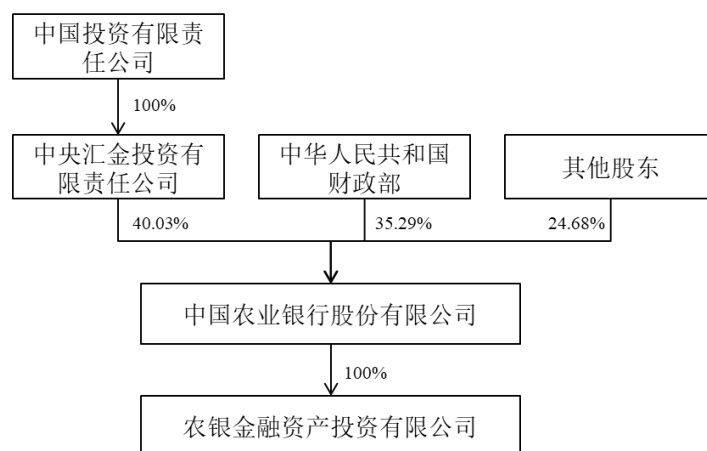 中国投资有限责
任公司
100%
中央汇金投资有
限责任公司
中华人民共和国
财政部
其他股东
40.03%
35.29%
24.68%
中国农业银行股份有限公司
100%
农银金融资产投资有限公司